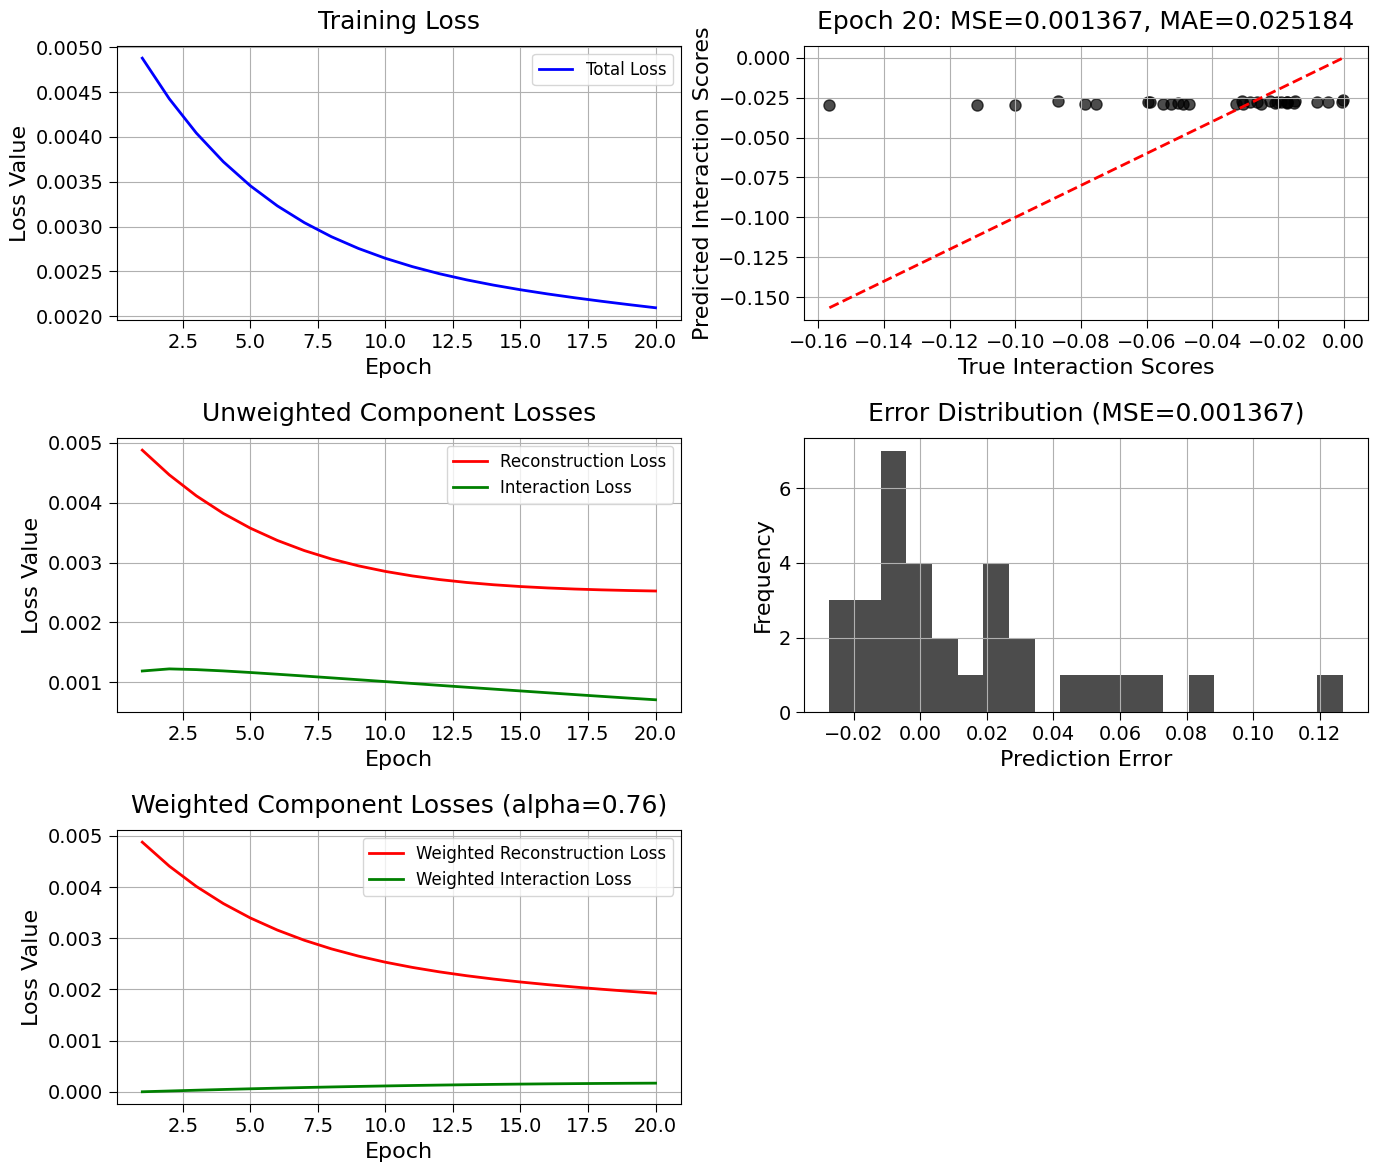 Training Loss
0.0050
0.0045
0.0040
0.0035
0.0030
0.0025
0.0020
Loss Value
Total Loss
2.5 5.0 7.5 10.0 12.5 15.0 17.5 20.0
Epoch
Epoch 20: MSE=0.001367, MAE=0.025184
0.000
−0.025
−0.050
−0.075
−0.100
−0.125
−0.150
Predicted Interaction Scores
−0.16 −0.14 −0.12 −0.10 −0.08 −0.06 −0.04 −0.02 0.00
True Interaction Scores
Unweighted Component Losses
0.005
0.004
0.003
0.002
0.001
Loss Value
Reconstruction Loss
Interaction Loss
2.5 5.0 7.5 10.0 12.5 15.0 17.5 20.0
Epoch
Error Distribution (MSE=0.001367)
6
4
2
0
Frequency
−0.02 0.00 0.02 0.04 0.06 0.08 0.10 0.12
Prediction Error
Weighted Component Losses (alpha=0.76)
0.005
0.004
0.003
0.002
0.001
0.000
Loss Value
Weighted Reconstruction Loss
Weighted Interaction Loss
2.5 5.0 7.5 10.0 12.5 15.0 17.5 20.0
Epoch